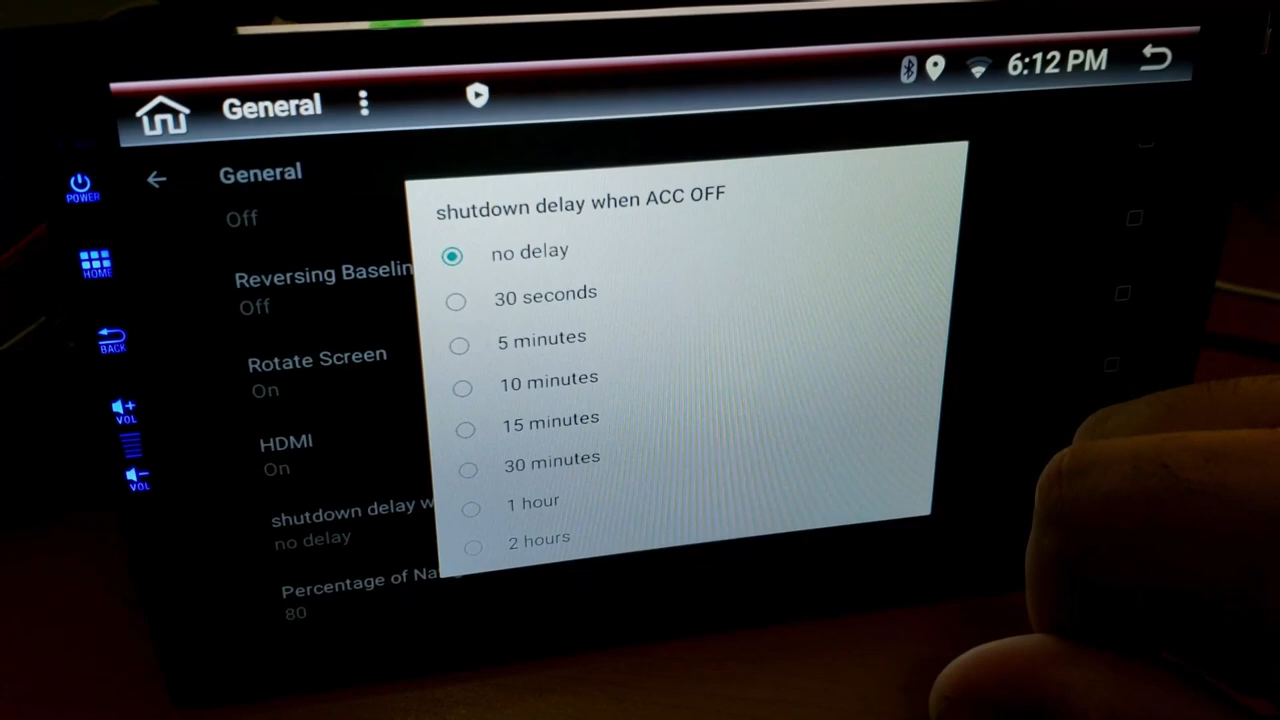 General
6:12 PM
POWER
HOME
BACK
VOL
VOL
General
Off
Reversing Baselin
Off
Rotate Screen
On
HDMI
On
shutdown delay w
no delay
Percentage of Na
80
shutdown delay when ACC OFF
no delay
30 seconds
5 minutes
10 minutes
15 minutes
30 minutes
1 hour
2 hours